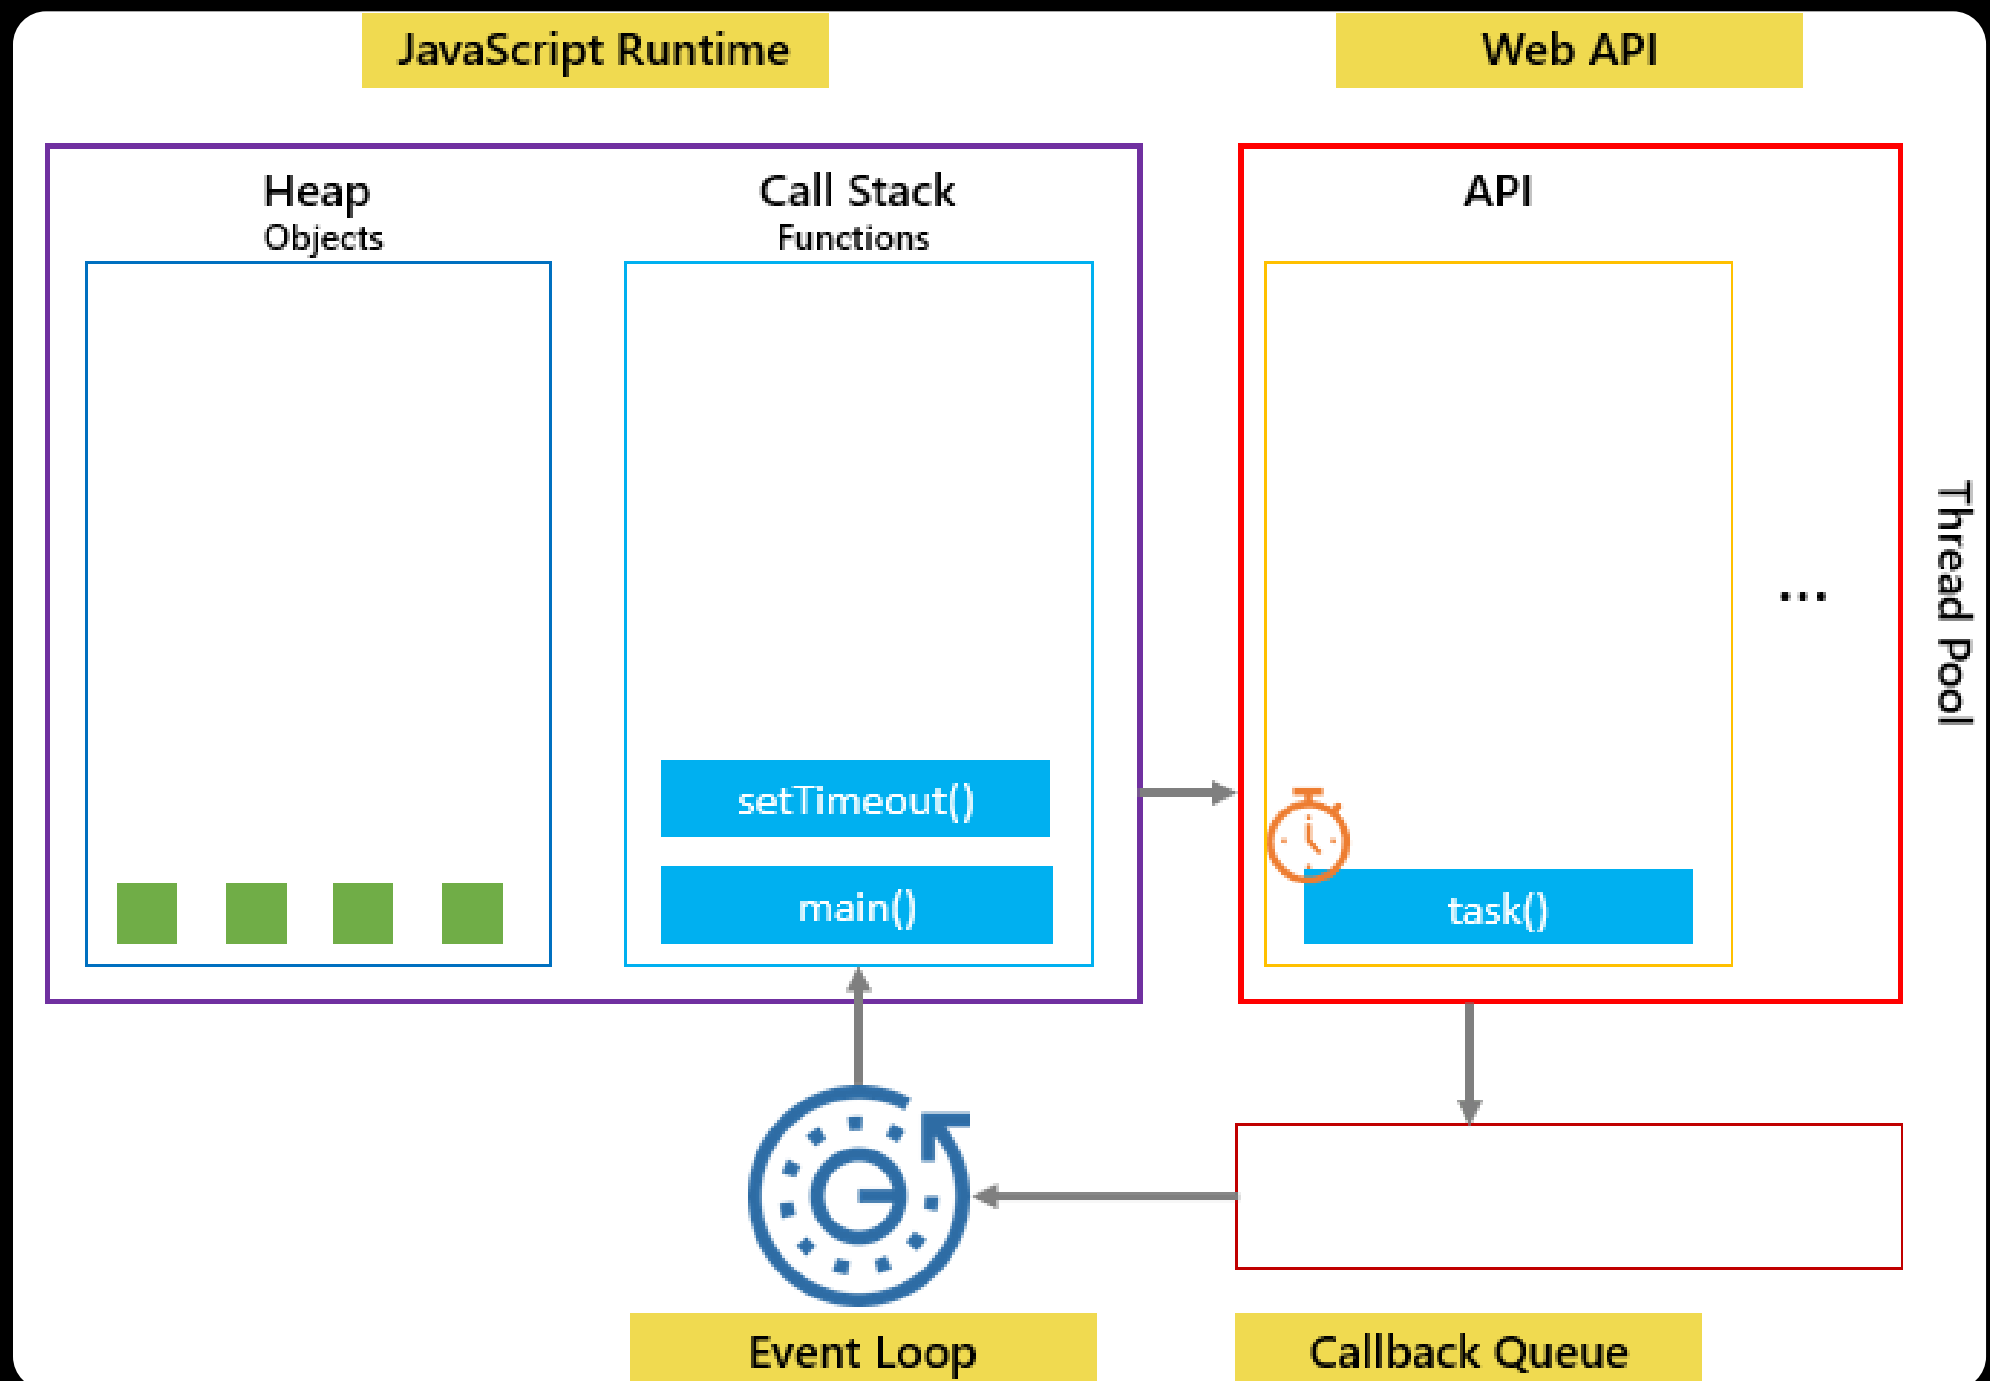 JavaScript Runtime
Web API
Heap
Objects
Call Stack
Functions
API
setTimeout()
main()
task()
...
Thread Pool
Event Loop
Callback Queue